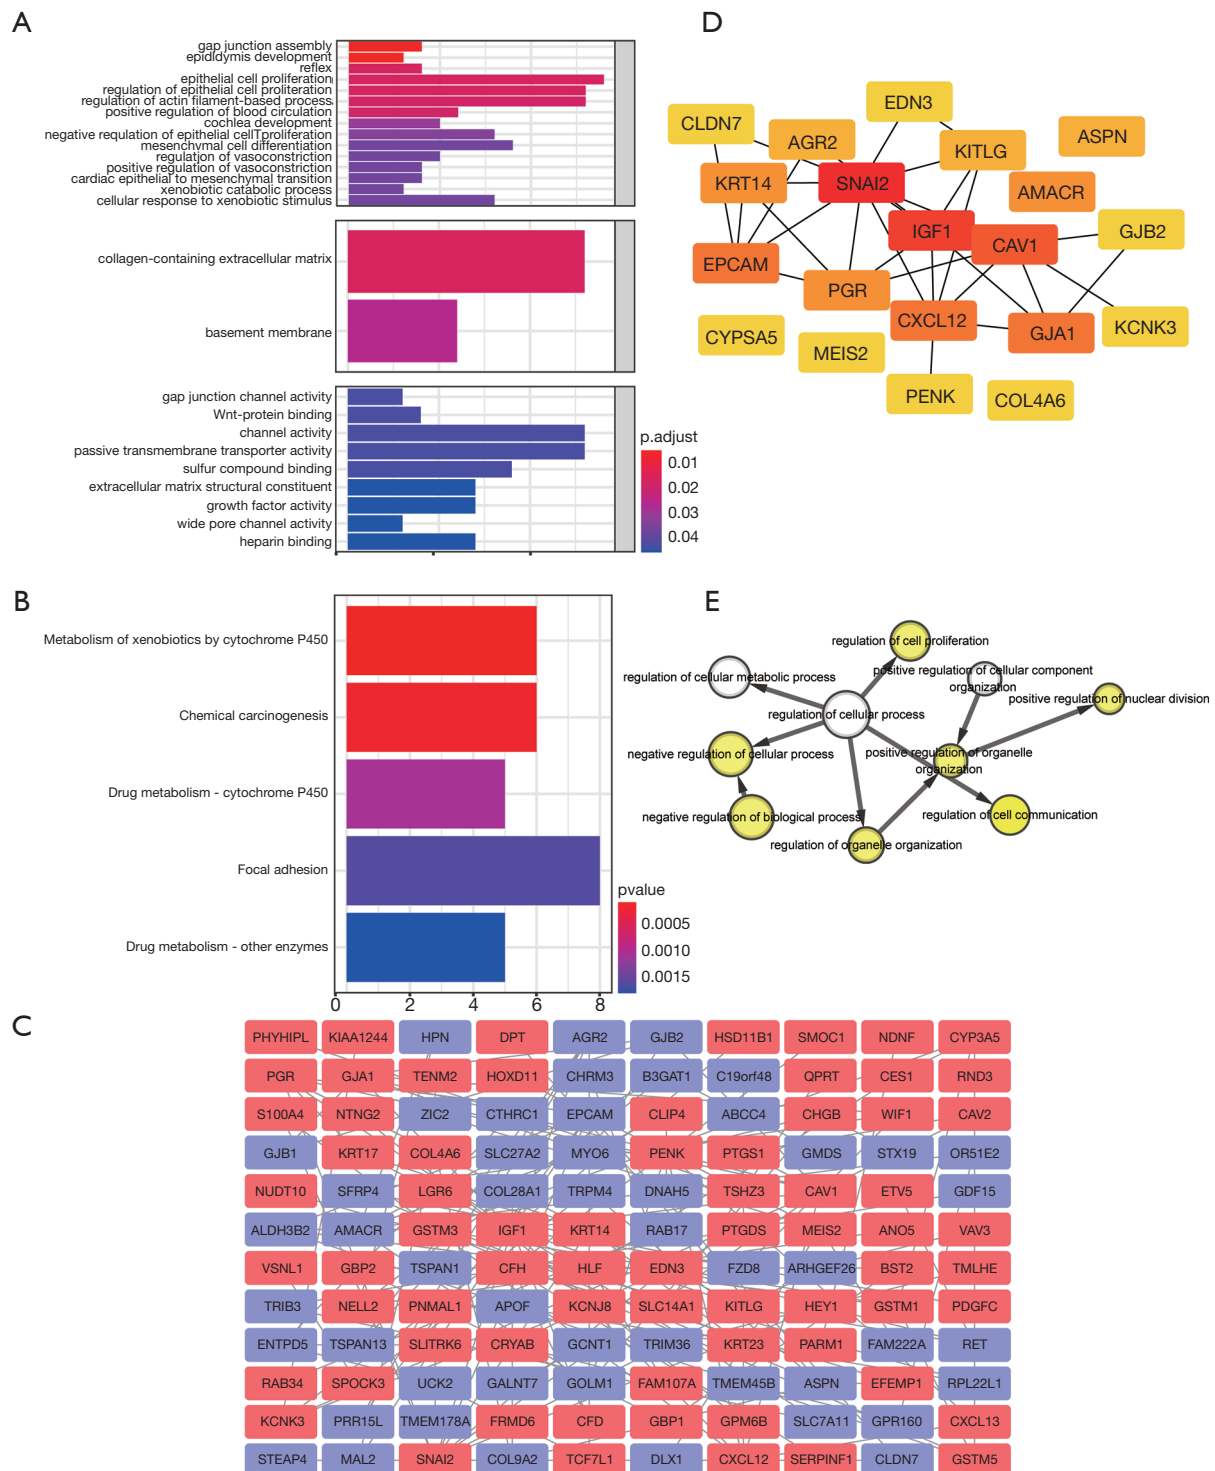 A
gap junction assembly
epididymis development
reflex
epithelial cell proliferation
regulation of epithelial cell proliferation
regulation of actin filament-based process
positive regulation of blood circulation
cochlea development
negative requlation of epithelial cellTproliferation
mesenchymal cell differentiation
regulation of vasoconstriction
positive regulation of vasoconstriction
cardiac epithelial to mesenchymal transition
xenobiotic catabolic process
cellular response to xenobiotic stimulus
collagen-containing extracellular matrix
basement membrane
gap junction channel activity
Wnt-protein binding
channel activity
passive transmembrane transporter activity
sulfur compound binding
extracellular matrix structural constituent
growth factor activity
wide pore channel activity
heparin binding
p.adjust
0.01
0.02
0.03
0.04
D
EDN3
CLDN7
AGR2
KITLG
ASPN
KRT14
SNAI2
AMACR
IGF1
CAV1
GJB2
EPCAM
PGR
CXCL12
GJA1
KCNK3
CYPSA5
MEIS2
PENK
COL4A6
B
Metabolism of xenobiotics by cytochrome P450
Chemical carcinogenesis
Drug metabolism - cytochrome P450
Focal adhesion
Drug metabolism - other enzymes
0 2 4 6 8
pvalue
0.0005
0.0010
0.0015
E
regulation of cell proliferation
regulation of cellular metabolic process
positive regulation of cellular component
organization
positive regulation of nuclear division
regulation of cellular process
negative regulation of cellular process
positive regulation of organelle
organization
negative regulation of biological process
regulation of cell communication
regulation of organelle organization
C
PHYHIPL KIAA1244 HPN DPT AGR2 GJB2 HSD11B1 SMOC1 NDNF CYP3A5
PGR GJA1 TENM2 HOXD11 CHRM3 B3GAT1 C19orf48 QPRT CES1 RND3
S100A4 NTNG2 ZIC2 CTHRC1 EPCAM CLIP4 ABCC4 CHGB WIF1 CAV2
GJB1 KRT17 COL4A6 SLC27A2 MYO6 PENK PTGS1 GMDS STX19 OR51E2
NUDT10 SFRP4 LGR6 COL28A1 TRPM4 DNAH5 TSHZ3 CAV1 ETV5 GDF15
ALDH3B2 AMACR GSTM3 IGF1 KRT14 RAB17 PTGDS MEIS2 ANO5 VAV3
VSNL1 GBP2 TSPAN1 CFH HLF EDN3 FZD8 ARHGEF26 BST2 TMLHE
TRIB3 NELL2 PNMAL1 APOF KCNJ8 SLC14A1 KITLG HEY1 GSTM1 PDGFC
ENTPD5 TSPAN13 SLITRK6 CRYAB GCNT1 TRIM36 KRT23 PARM1 FAM222A RET
RAB34 SPOCK3 UCK2 GALNT7 GOLM1 FAM107A TMEM45B ASPN EFEMP1 RPL22L1
KCNK3 PRR15L TMEM178A FRMD6 CFD GBP1 GPM6B SLC7A11 GPR160 CXCL13
STEAP4 MAL2 SNAI2 COL9A2 TCF7L1 DLX1 CXCL12 SERPINF1 CLDN7 GSTM5